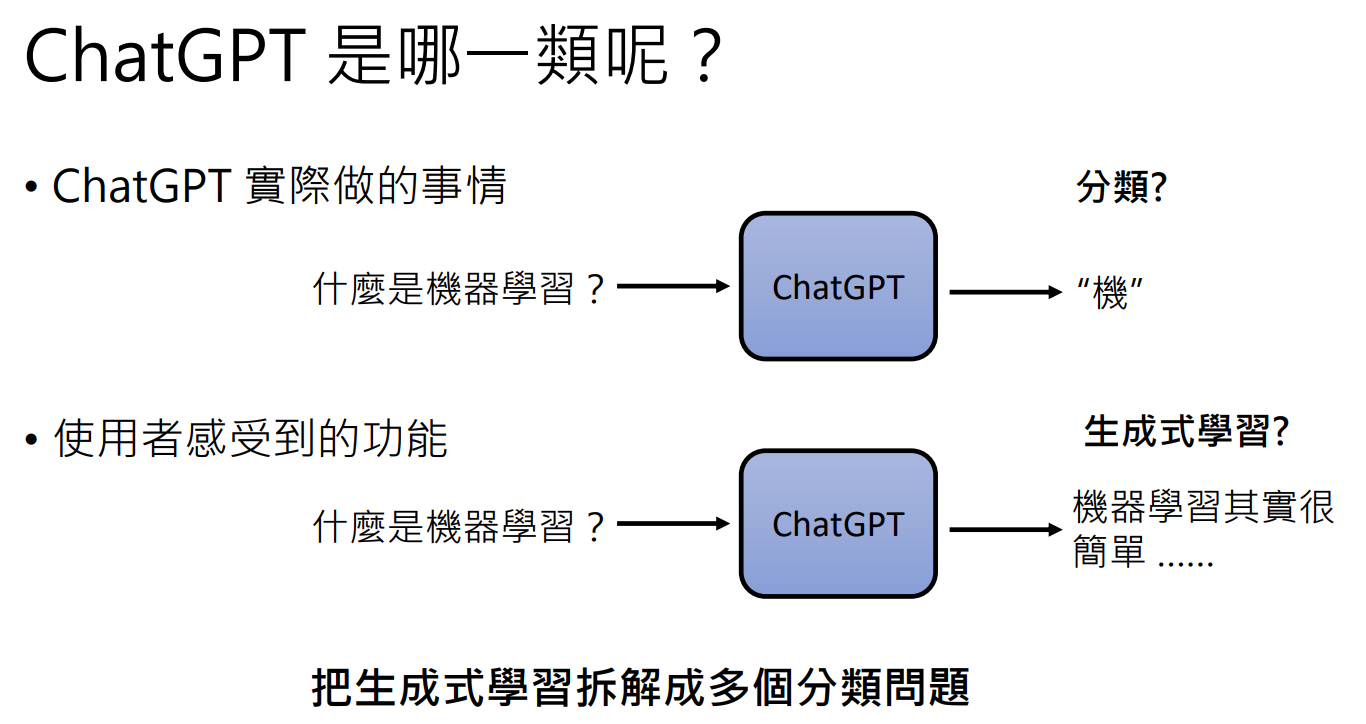 ChatGPT 是哪一類呢？
• ChatGPT 實際做的事情
分類?
什麼是機器學習？
ChatGPT
“機”
• 使用者感受到的功能
生成式學習?
什麼是機器學習？
ChatGPT
機器學習其實很
簡單 ……
把生成式學習拆解成多個分類問題